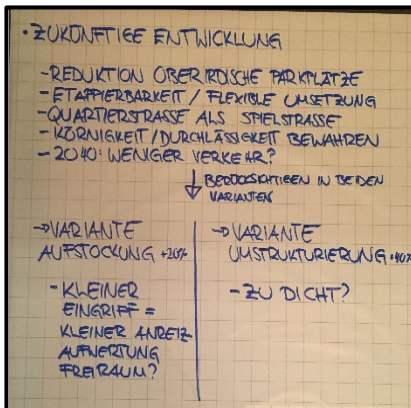 • ZUKÜNFTIGE ENTWICKLUNG
- REDUKTION OBERIRDISCHE PARKPLÄTZE
- ETAPPIERBARKEIT / FLEXIBLE UMSETZUNG
- QUARTIERSTRASSE ALS SPIELSTRASSE
- KÖRNIGKEIT / DURCHLÄSSIGKEIT BEWAHREN
- 2040: WENIGER VERKEHR?
↓ BERÜCKSICHTIGEN IN BEIDEN
VARIANTEN
→ VARIANTE
AUFSTOCKUNG +20%
- KLEINER
EINGRIFF =
KLEINER ANREIZ
AUFWERTUNG
FREIRAUM?
→ VARIANTE
UMSTRUKTURIERUNG +40%
- ZU DICHT?